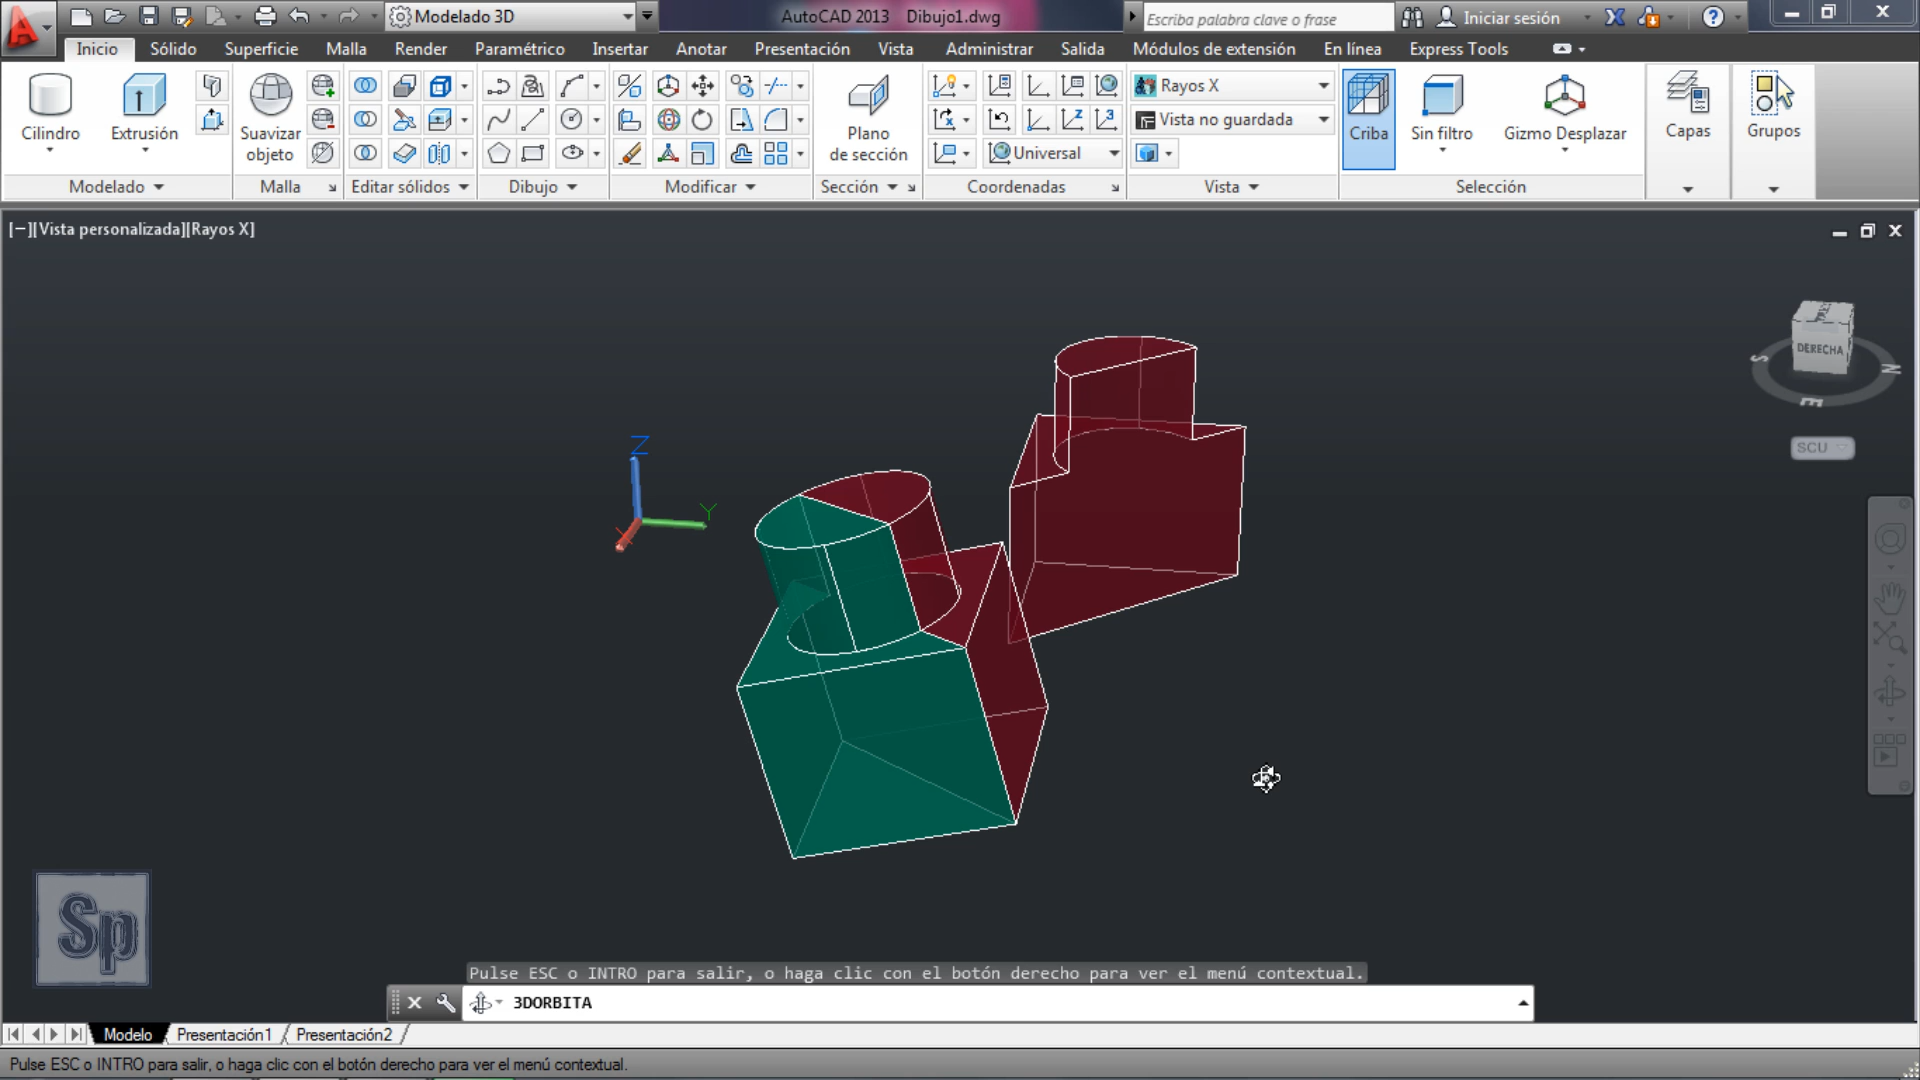 Modelado 3D
AutoCAD 2013 Dibujo1.dwg
Escriba palabra clave o frase
Iniciar sesión
Inicio
Sólido
Superficie
Malla
Render
Paramétrico
Insertar
Anotar
Presentación
Vista
Administrar
Salida
Módulos de extensión
En línea
Express Tools
Cilindro
Extrusión
Suavizar
objeto
Plano
de sección
Universal
Rayos X
Vista no guardada
Criba
Sin filtro
Gizmo Desplazar
Capas
Grupos
Modelado
Malla
Editar sólidos
Dibujo
Modificar
Sección
Coordenadas
Vista
Selección
[−][Vista personalizada][Rayos X]
DERECHA
S
N
E
SCU
Z
Y
X
Sp
Pulse ESC o INTRO para salir, o haga clic con el botón derecho para ver el menú contextual.
3DORBITA
Modelo
Presentación1
Presentación2
Pulse ESC o INTRO para salir, o haga clic con el botón derecho para ver el menú contextual.